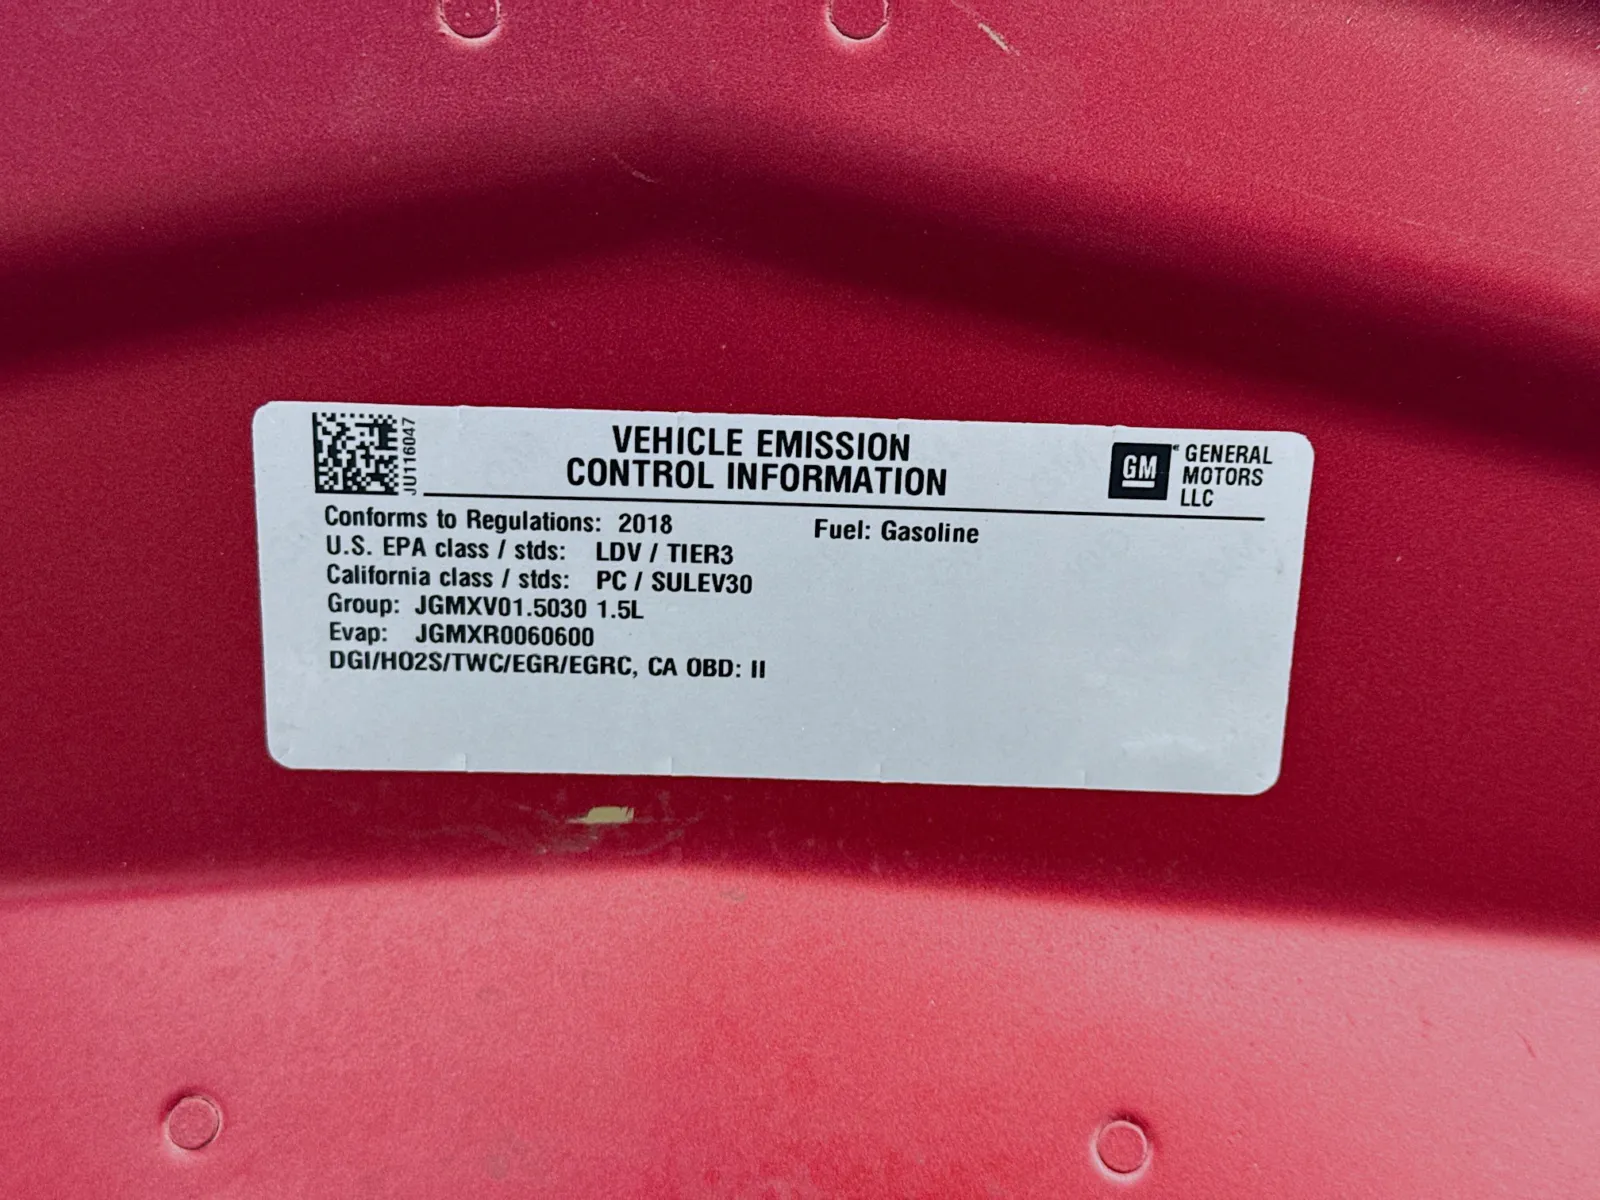 JU116047
VEHICLE EMISSION
CONTROL INFORMATION
GM
GENERAL
MOTORS
LLC
Conforms to Regulations: 2018 Fuel: Gasoline
U.S. EPA class / stds: LDV / TIER3
California class / stds: PC / SULEV30
Group: JGMXV01.5030 1.5L
Evap: JGMXR0060600
DGI/HO2S/TWC/EGR/EGRC, CA OBD: II